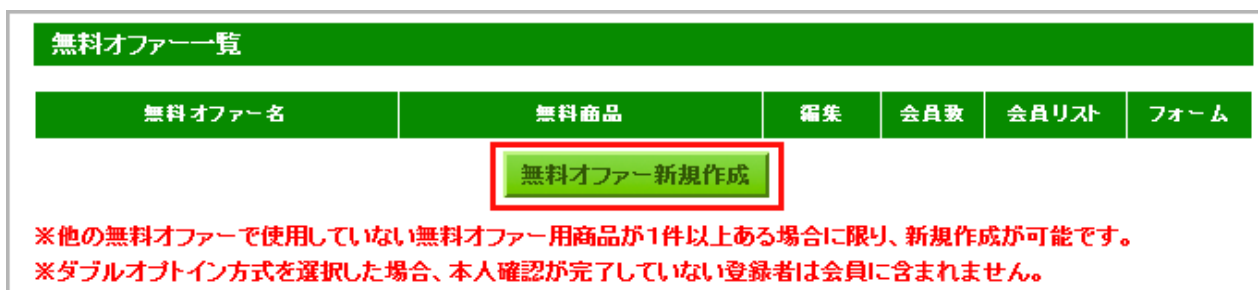 無料オファー一覧
無料オファー名 無料商品 編集 会員数 会員リスト フォーム
無料オファー新規作成
※他の無料オファーで使用していない無料オファー用商品が1件以上ある場合に限り、新規作成が可能です。
※ダブルオプトイン方式を選択した場合、本人確認が完了していない登録者は会員に含まれません。